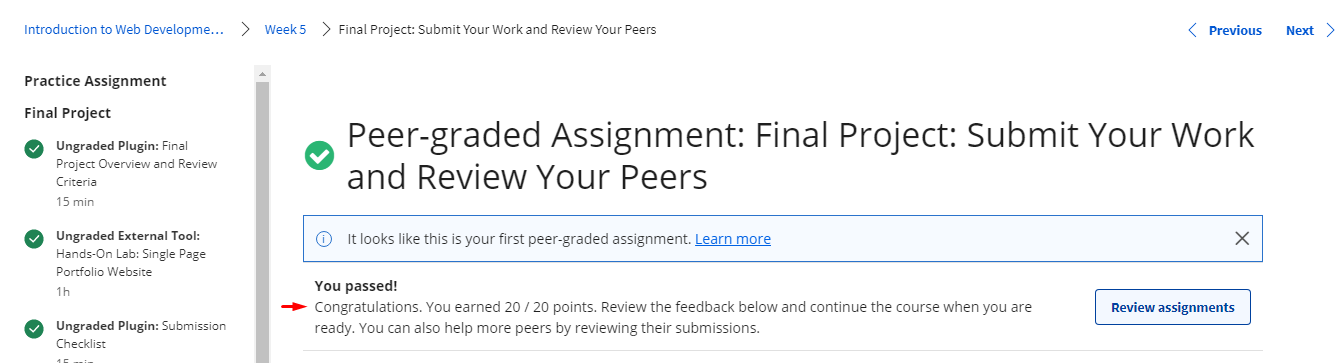 Introduction to Web Developme...
Week 5
Final Project: Submit Your Work and Review Your Peers
Previous
Next
Practice Assignment
Final Project
Ungraded Plugin: Final
Project Overview and Review
Criteria
15 min
Ungraded External Tool:
Hands-On Lab: Single Page
Portfolio Website
1h
Ungraded Plugin: Submission
Checklist
15 min
Peer-graded Assignment: Final Project: Submit Your Work
and Review Your Peers
It looks like this is your first peer-graded assignment. Learn more
You passed!
Congratulations. You earned 20 / 20 points. Review the feedback below and continue the course when you are
ready. You can also help more peers by reviewing their submissions.
Review assignments